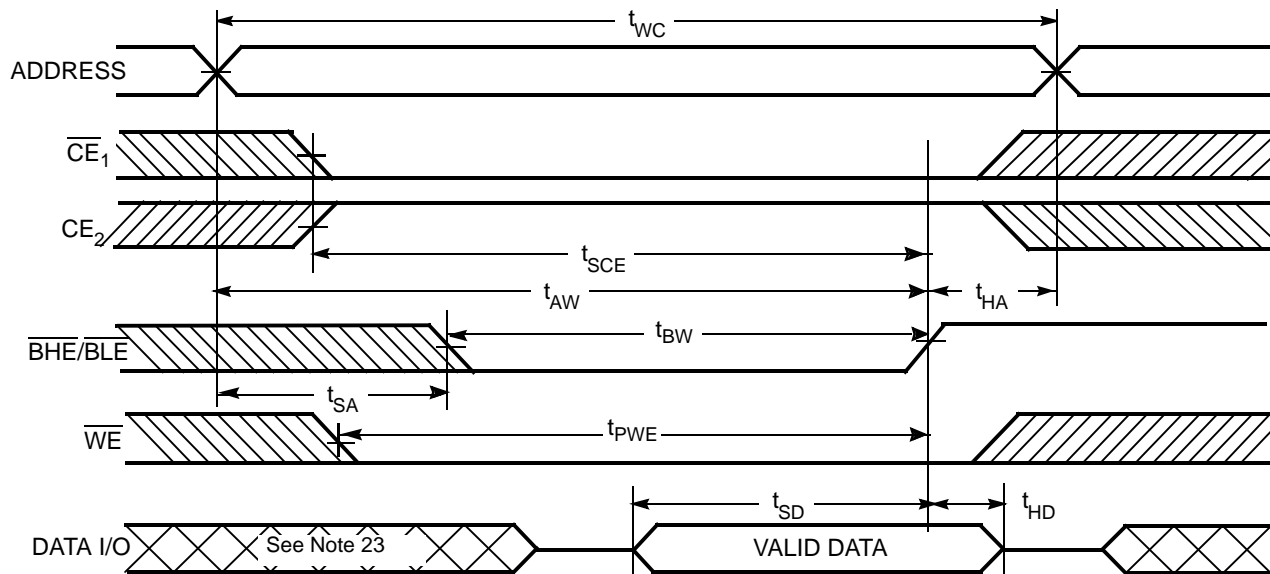 tWC
ADDRESS
CE1
CE2
tSCE
tAW
tHA
BHE/BLE
tBW
tSA
WE
tPWE
tSD
tHD
DATA I/O
See Note 23
VALID DATA